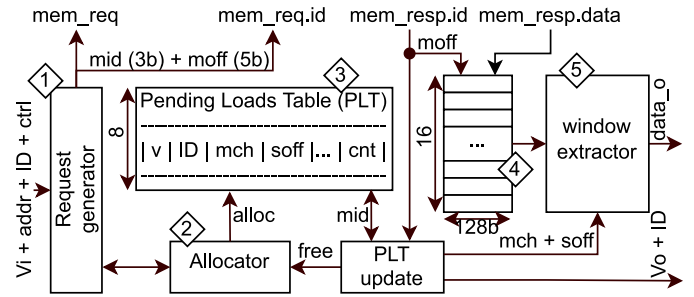 mem_req
mem_req.id
mem_resp.id
mem_resp.data
mid (3b) + moff (5b)
moff
1
3
5
Pending Loads Table (PLT)
8
| v | ID | mch | soff |... | cnt |
16
...
4
window
extractor
data_o
Vi + addr + ID + ctrl
Request
generator
alloc
mid
128b
mch + soff
2
Allocator
free
PLT
update
Vo + ID